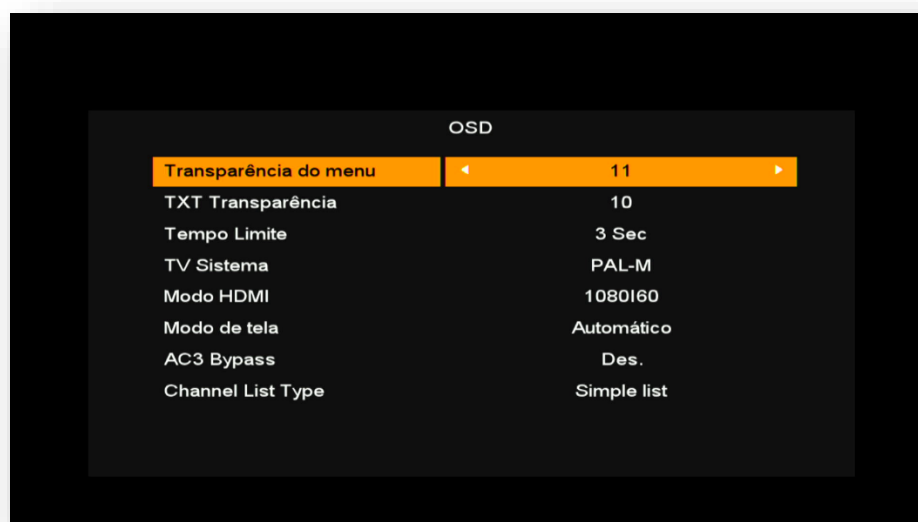 OSD
Transparência do menu 11
TXT Transparência 10
Tempo Limite 3 Sec
TV Sistema PAL-M
Modo HDMI 1080I60
Modo de tela Automático
AC3 Bypass Des.
Channel List Type Simple list